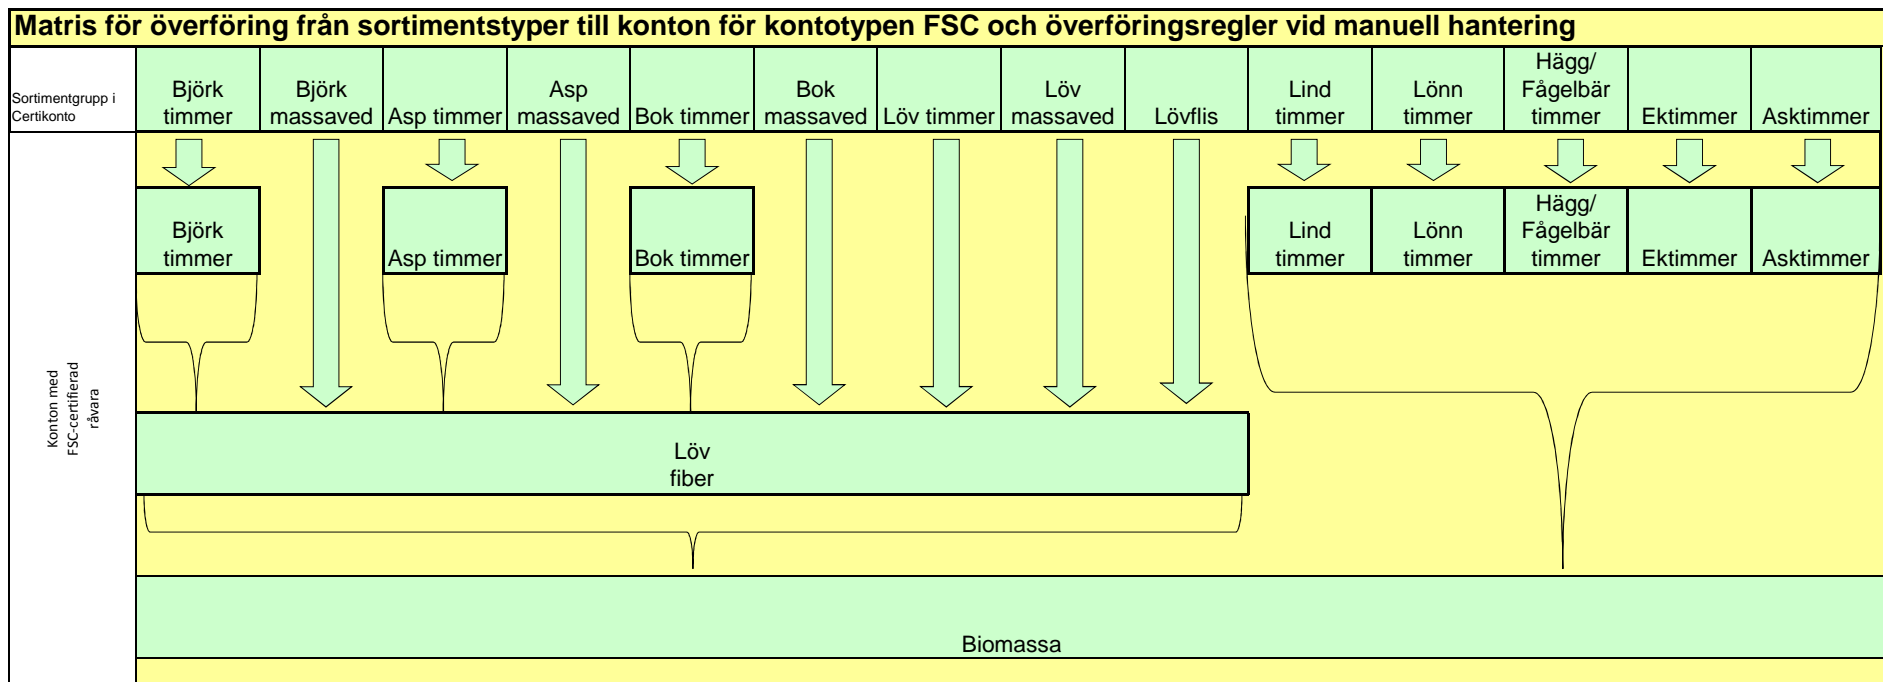 Matris för överföring från sortimentstyper till konton för kontotypen FSC och överföringsregler vid manuell hantering
Sortimentgrupp i
Certikonto
Björk
timmer
Björk
massaved
Asp timmer
Asp
massaved
Bok timmer
Bok
massaved
Löv timmer
Löv
massaved
Lövflis
Lind
timmer
Lönn
timmer
Hägg/
Fågelbär
timmer
Ektimmer
Asktimmer
Konton med
FSC-certifierad
råvara
Björk
timmer
Asp timmer
Bok timmer
Lind
timmer
Lönn
timmer
Hägg/
Fågelbär
timmer
Ektimmer
Asktimmer
Löv
fiber
Biomassa